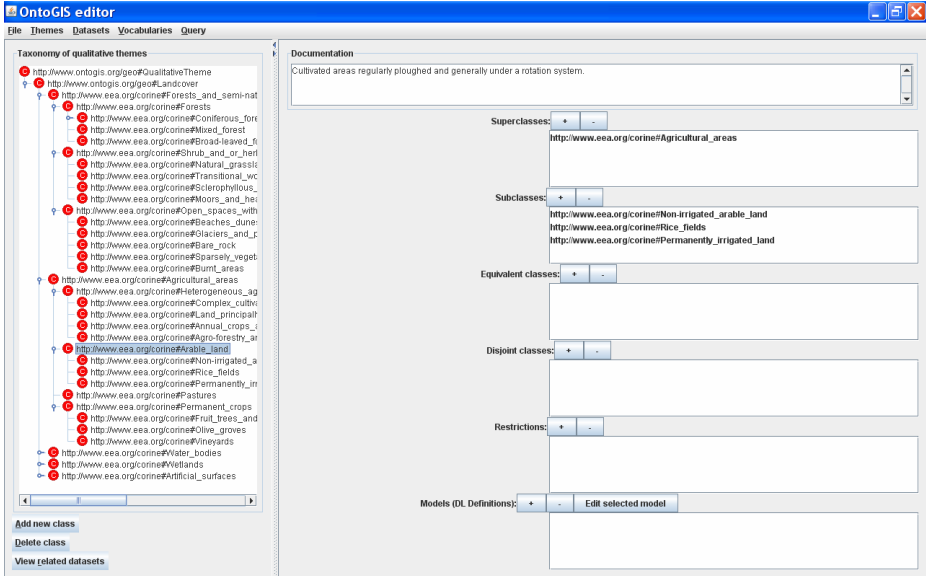 OntoGIS editor
File Themes Datasets Vocabularies Query
Taxonomy of qualitative themes
http://www.ontogis.org/geo#QualitativeTheme
http://www.ontogis.org/geo#Landcover
http://www.eea.org/corine#Forests_and_semi-nat
http://www.eea.org/corine#Forests
http://www.eea.org/corine#Coniferous_fore
http://www.eea.org/corine#Mixed_forest
http://www.eea.org/corine#Broad-leaved_f
http://www.eea.org/corine#Shrub_and_or_herl
http://www.eea.org/corine#Natural_grassla
http://www.eea.org/corine#Transitional_wo
http://www.eea.org/corine#Sclerophyllous_
http://www.eea.org/corine#Moors_and_hea
http://www.eea.org/corine#Open_spaces_with
http://www.eea.org/corine#Beaches_dunes
http://www.eea.org/corine#Glaciers_and_p
http://www.eea.org/corine#Bare_rock
http://www.eea.org/corine#Sparsely_vegeta
http://www.eea.org/corine#Burnt_areas
http://www.eea.org/corine#Agricultural_areas
http://www.eea.org/corine#Heterogeneous_ag
http://www.eea.org/corine#Complex_cultiva
http://www.eea.org/corine#Land_principalh
http://www.eea.org/corine#Annual_crops_a
http://www.eea.org/corine#Agro-forestry_ar
http://www.eea.org/corine#Arable_land
http://www.eea.org/corine#Non-irrigated_a
http://www.eea.org/corine#Rice_fields
http://www.eea.org/corine#Permanently_irr
http://www.eea.org/corine#Pastures
http://www.eea.org/corine#Permanent_crops
http://www.eea.org/corine#Fruit_trees_and
http://www.eea.org/corine#Olive_groves
http://www.eea.org/corine#Vineyards
http://www.eea.org/corine#Water_bodies
http://www.eea.org/corine#Wetlands
http://www.eea.org/corine#Artificial_surfaces
Add new class
Delete class
View related datasets
Documentation
Cultivated areas regularly ploughed and generally under a rotation system.
Superclasses: + -
http://www.eea.org/corine#Agricultural_areas
Subclasses: + -
http://www.eea.org/corine#Non-irrigated_arable_land
http://www.eea.org/corine#Rice_fields
http://www.eea.org/corine#Permanently_irrigated_land
Equivalent classes: + -
Disjoint classes: + -
Restrictions: + -
Models (DL Definitions): + - Edit selected model